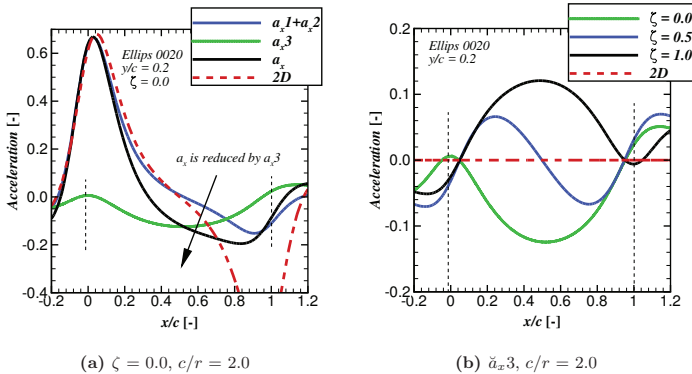 a_x1+a_x2
a_x3
a_x
2D
Ellips 0020
y/c = 0.2
ζ = 0.0
a_x is reduced by a_x3
Acceleration [-]
0.6
0.4
0.2
0.0
-0.2
-0.4
-0.2 0 0.2 0.4 0.6 0.8 1 1.2
x/c [-]
(a) ζ = 0.0, c/r = 2.0
ζ = 0.0
ζ = 0.5
ζ = 1.0
2D
Ellips 0020
y/c = 0.2
Acceleration [-]
0.2
0.1
0.0
-0.1
-0.2
-0.2 0 0.2 0.4 0.6 0.8 1 1.2
x/c [-]
(b) ă_x3, c/r = 2.0